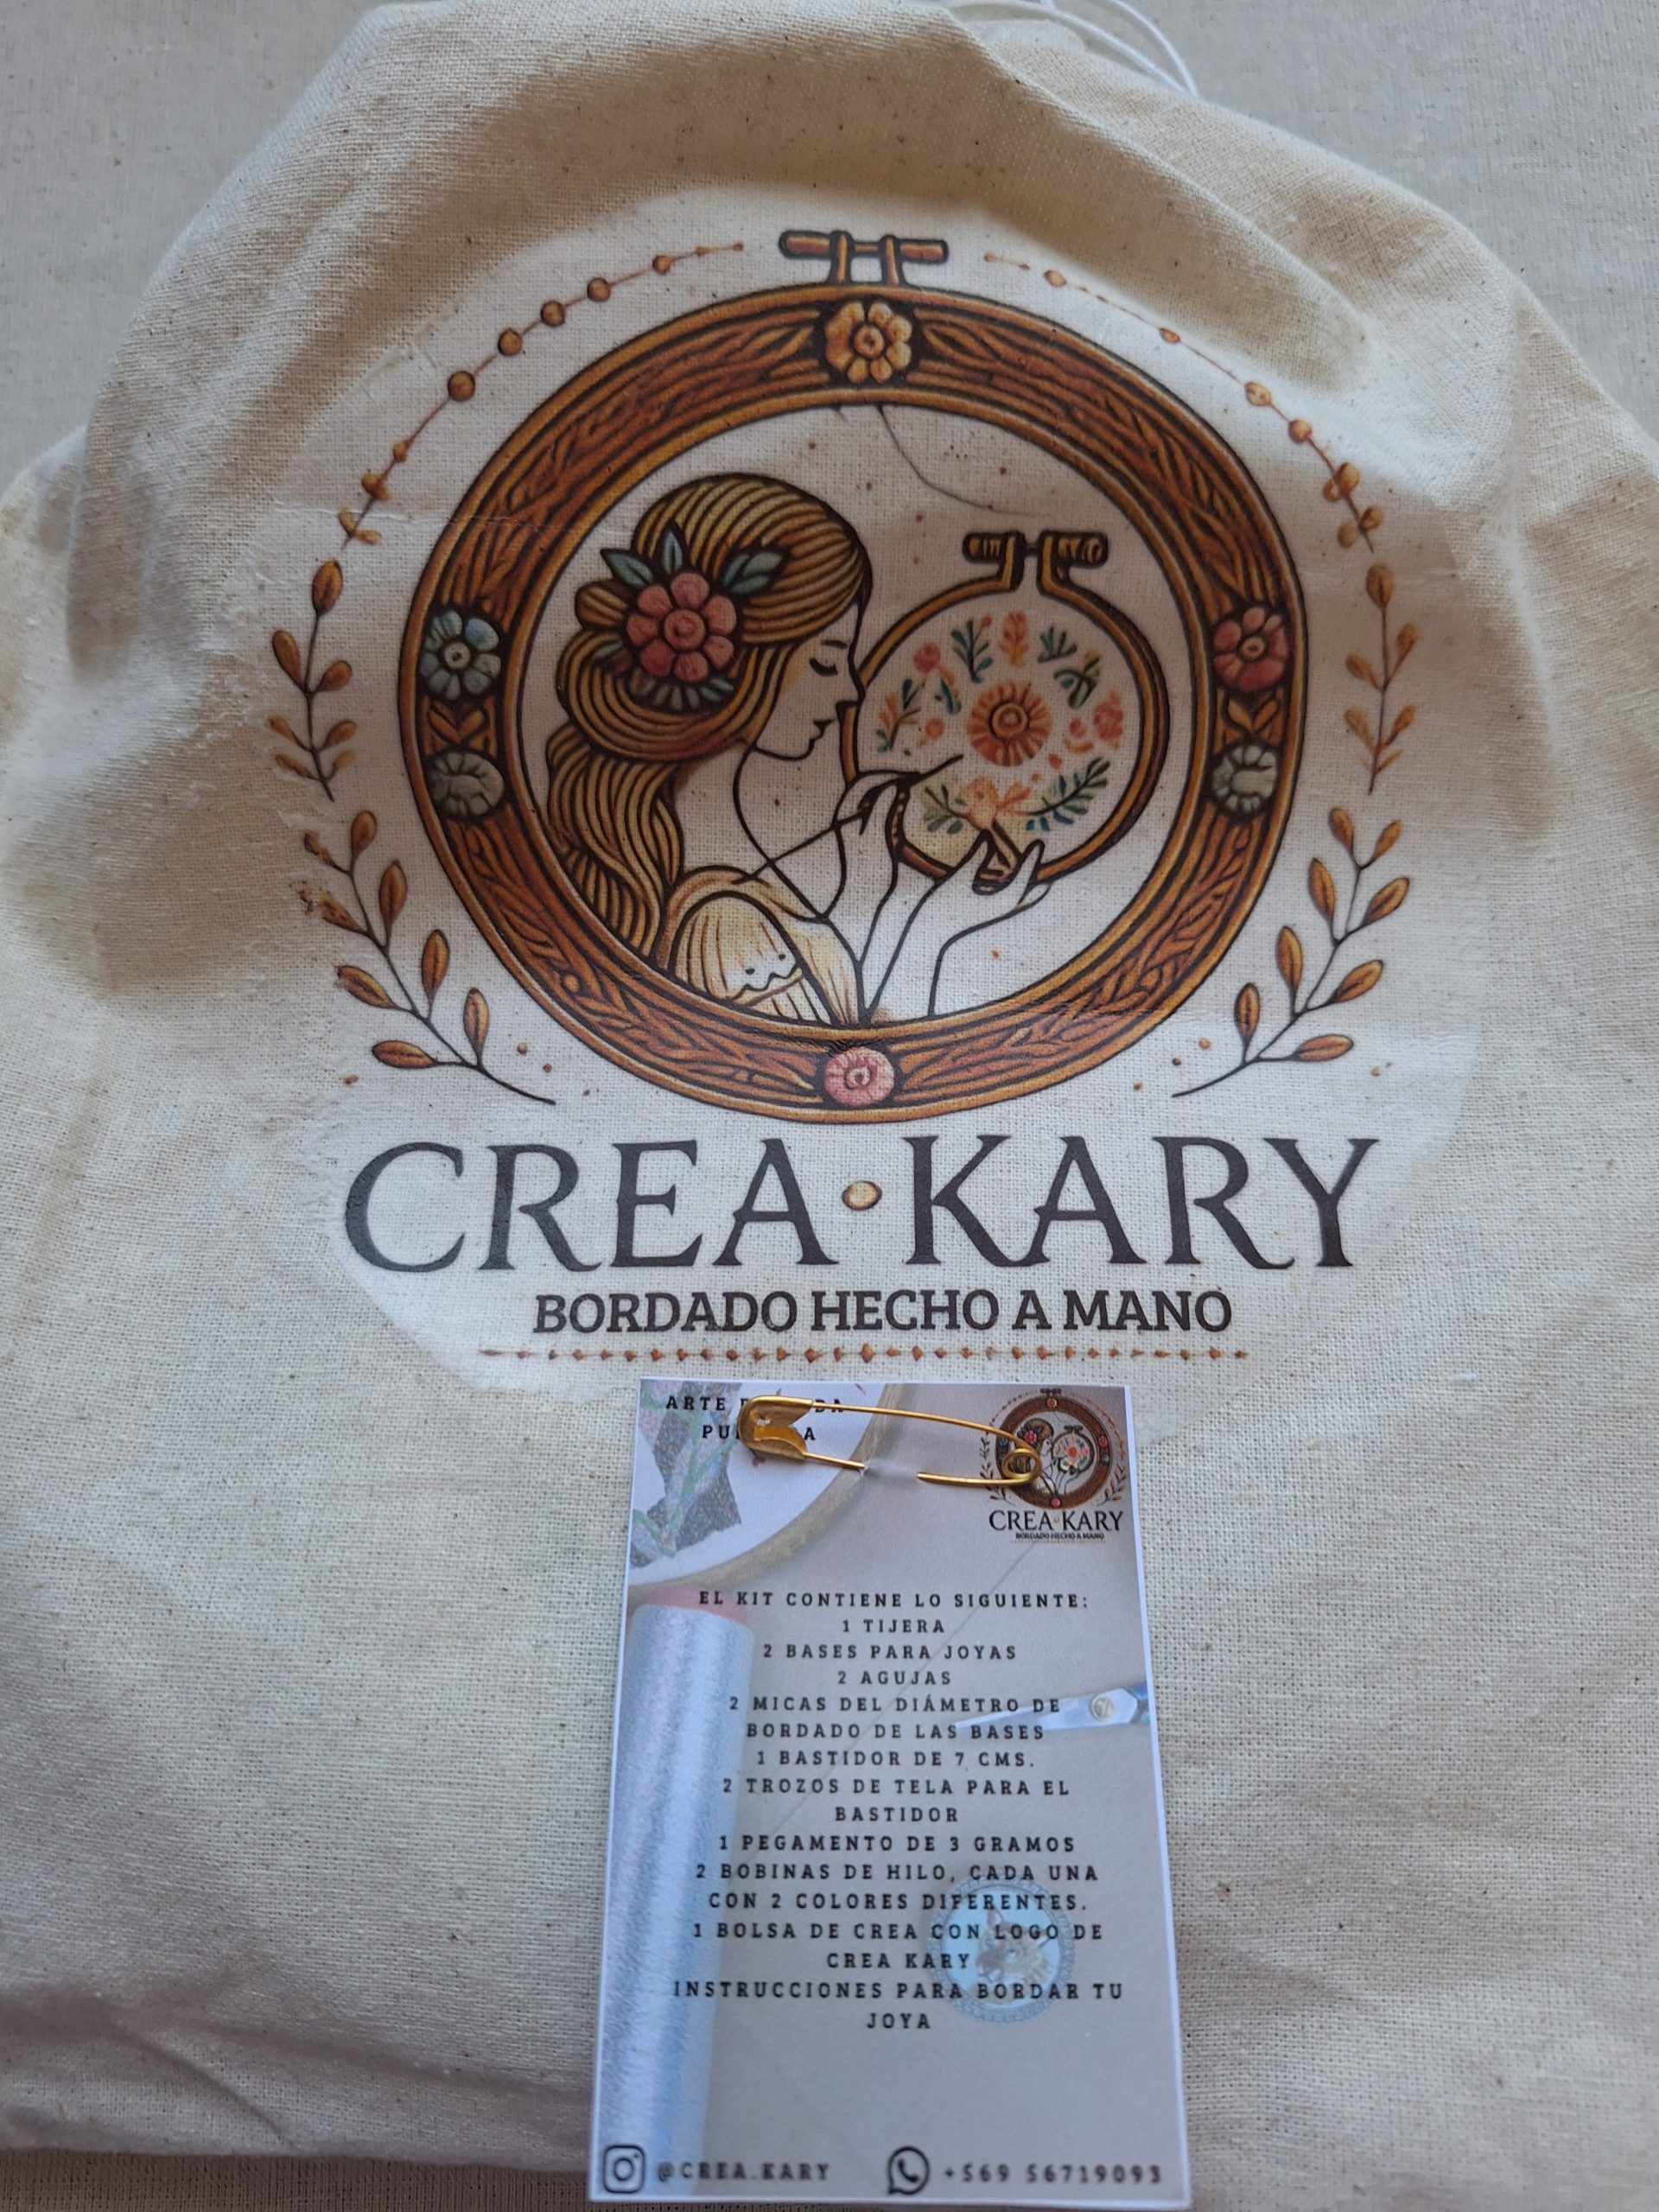 CREA·KARY
BORDADO HECHO A MANO
ARTE
CREA KARY
BORDADO HECHO A MANO
EL KIT CONTIENE LO SIGUIENTE:
1 TIJERA
2 BASES PARA JOYAS
2 AGUJAS
2 MICAS DEL DIÁMETRO DE
BORDADO DE LAS BASES
1 BASTIDOR DE 7 CMS.
2 TROZOS DE TELA PARA EL
BASTIDOR
1 PEGAMENTO DE 3 GRAMOS
2 BOBINAS DE HILO, CADA UNA
CON 2 COLORES DIFERENTES.
1 BOLSA DE CREA CON LOGO DE
CREA KARY
INSTRUCCIONES PARA BORDAR TU
JOYA
@CREA.KARY
+569 56719093